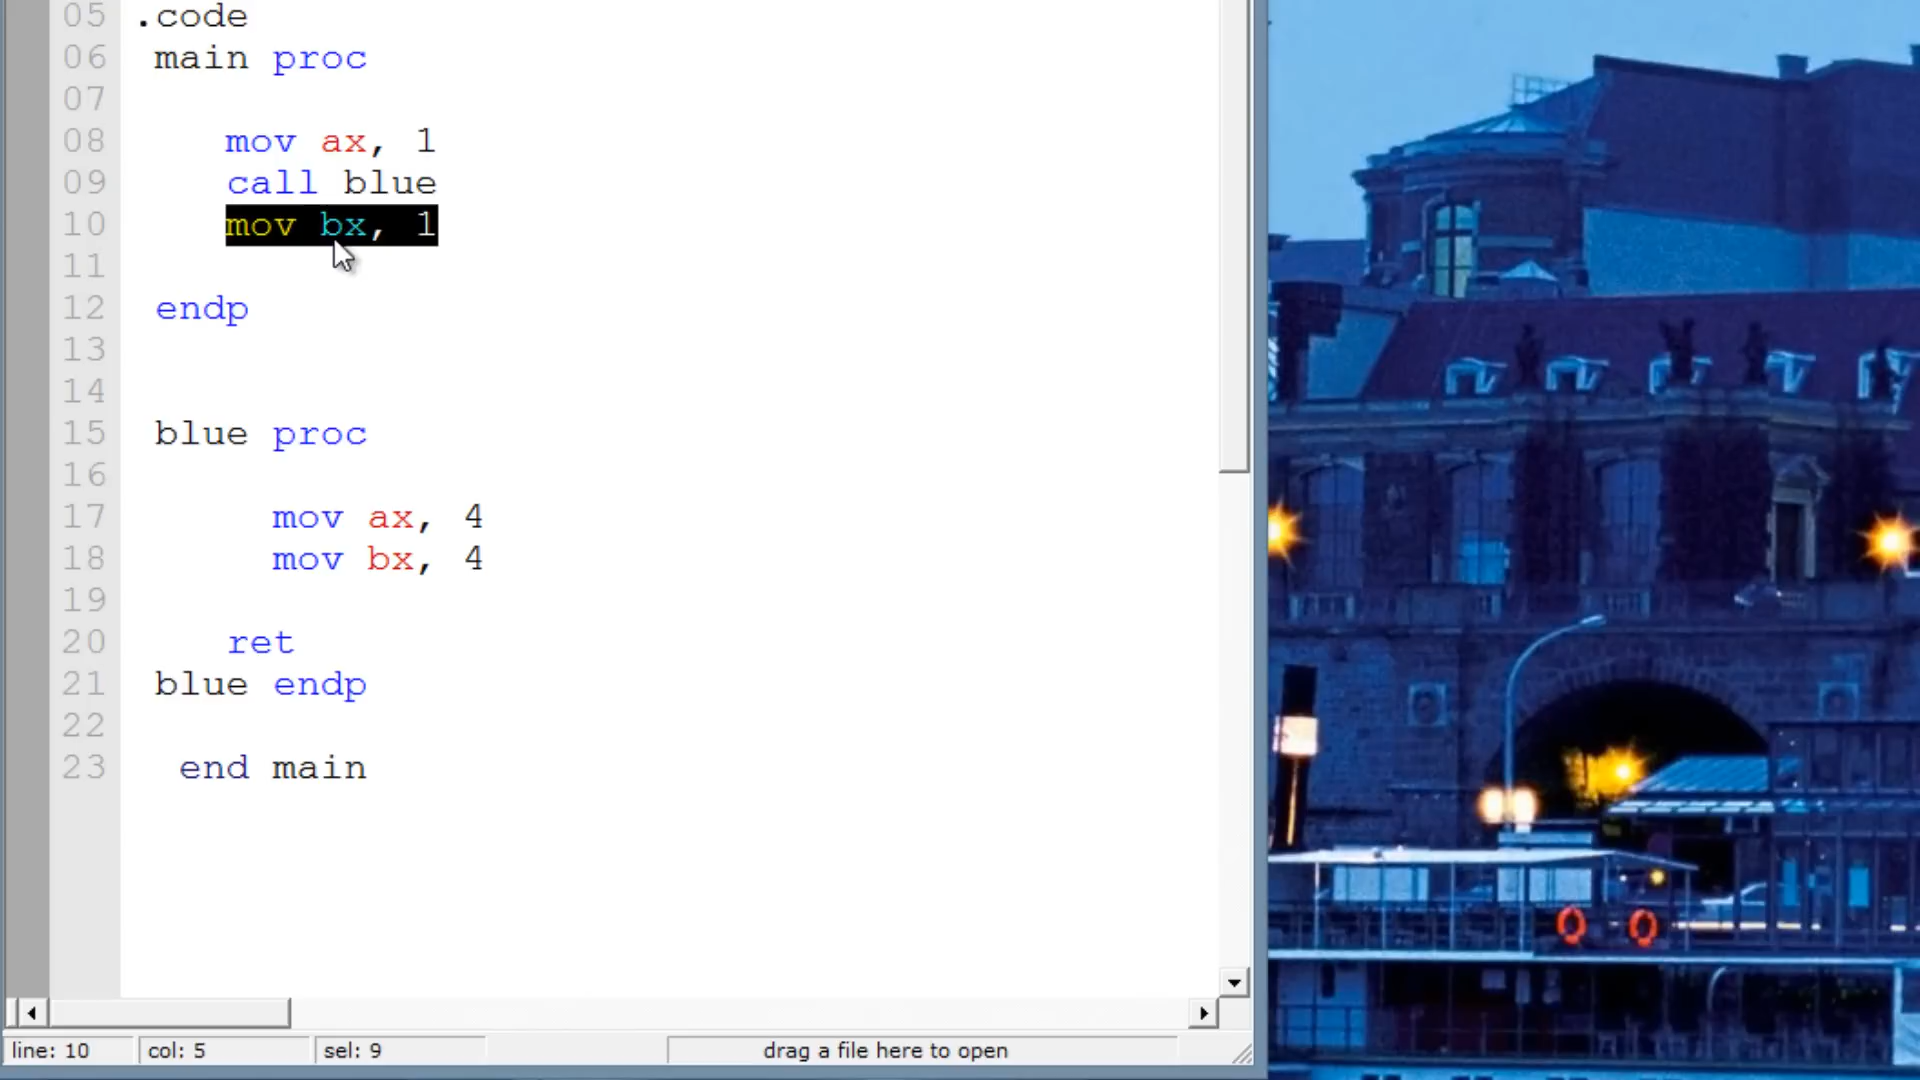 05 .code
06 main proc
07
08 mov ax, 1
09 call blue
10 mov bx, 1
11
12 endp
13
14
15 blue proc
16
17 mov ax, 4
18 mov bx, 4
19
20 ret
21 blue endp
22
23 end main
line: 10 col: 5 sel: 9 drag a file here to open